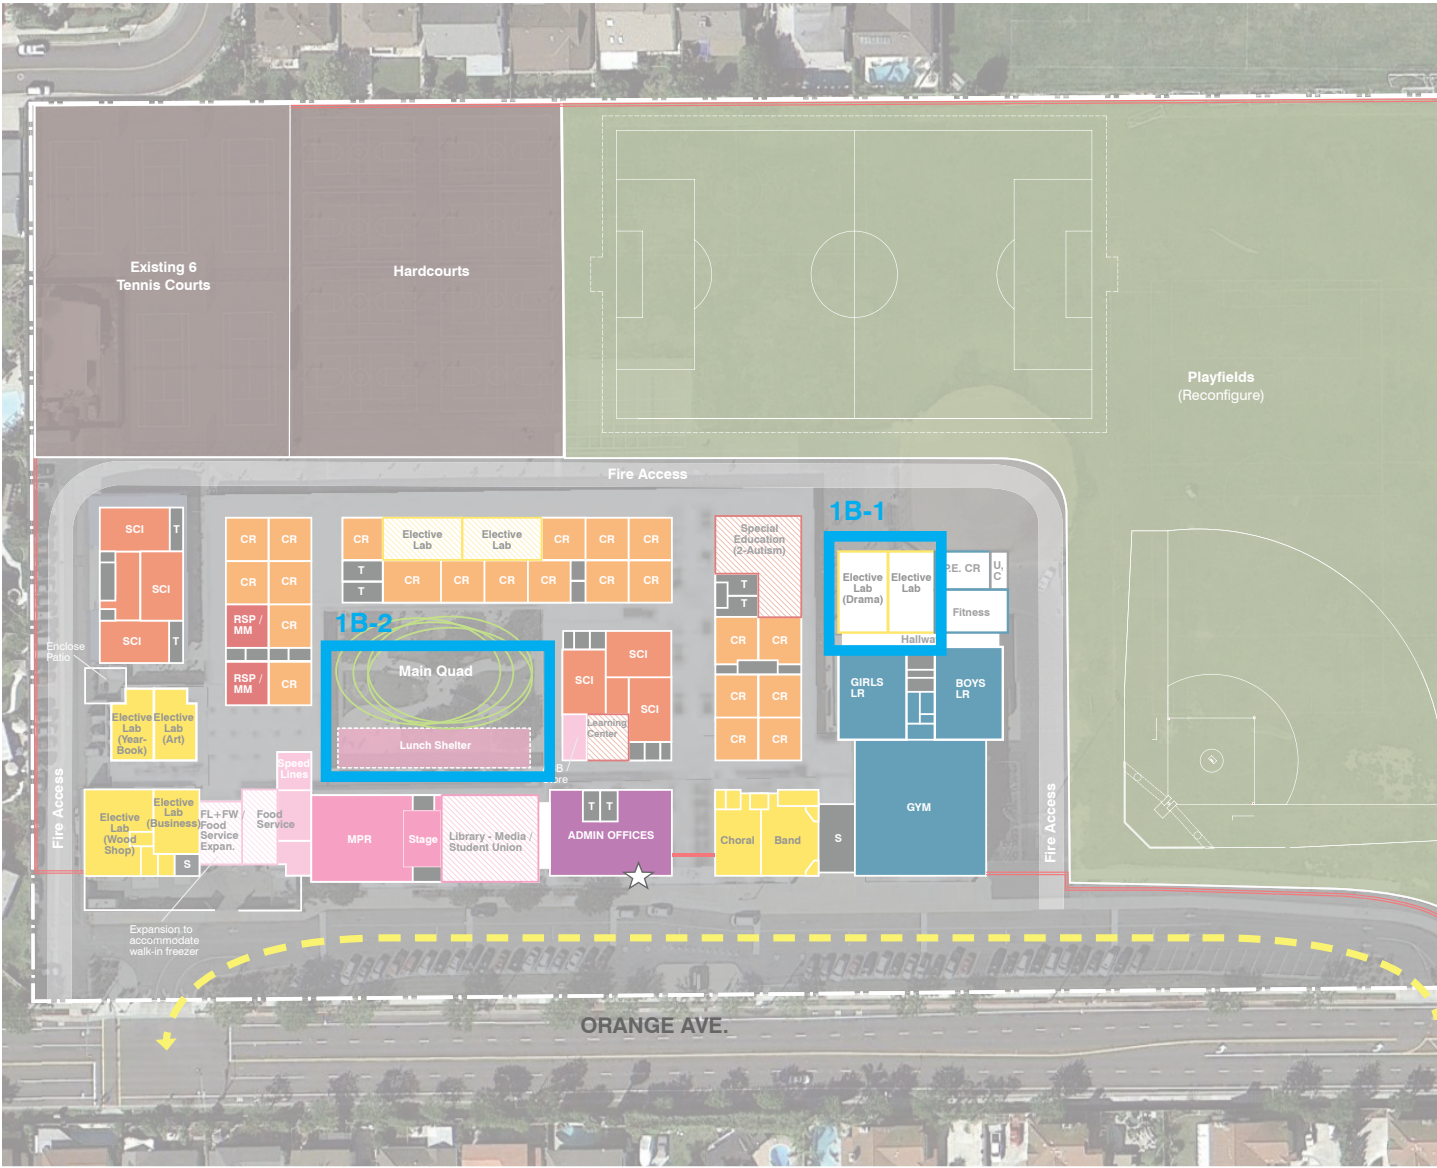 Existing 6
Tennis Courts
Hardcourts
Playfields
(Reconfigure)
Fire Access
1B-1
SCI
T
SCI
SCI
T
CR
CR
CR
CR
RSP /
MM
CR
RSP /
MM
CR
CR
Elective
Lab
Elective
Lab
CR
CR
CR
T
T
CR
CR
CR
CR
CR
CR
Special
Education
(2-Autism)
T
T
CR
CR
CR
CR
CR
CR
Elective
Lab
(Drama)
Elective
Lab
P.E. CR
U,
C
Fitness
Hallwa
1B-2
Main Quad
Lunch Shelter
SCI
SCI
SCI
Learning
Center
B /
Store
GIRLS
LR
BOYS
LR
Enclose
Patio
Elective
Lab
(Year-
Book)
Elective
Lab
(Art)
Speed
Lines
Fire Access
Elective
Lab
(Wood
Shop)
Elective
Lab
(Business)
S
FL+FW /
Food
Service
Expan.
Food
Service
MPR
Stage
Library - Media /
Student Union
T
T
ADMIN OFFICES
Choral
Band
S
GYM
Fire Access
Expansion to
accommodate
walk-in freezer
ORANGE AVE.